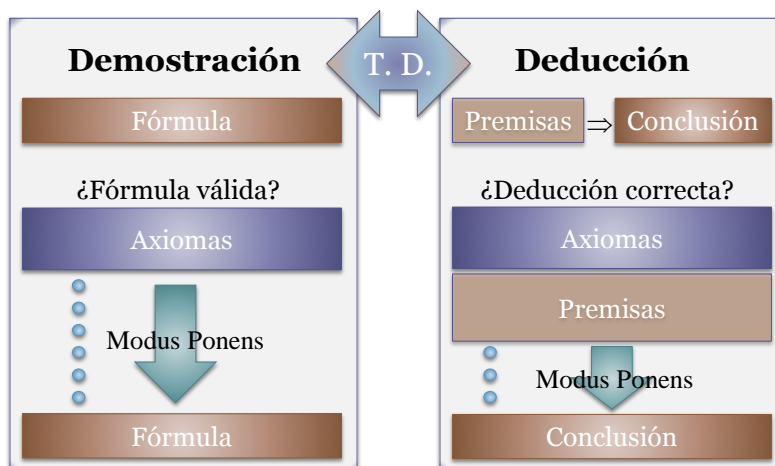 Demostración
T. D.
Deducción
Fórmula
Premisas ⇒ Conclusión
¿Fórmula válida?
¿Deducción correcta?
Axiomas
Axiomas
Premisas
Modus Ponens
Modus Ponens
Fórmula
Conclusión